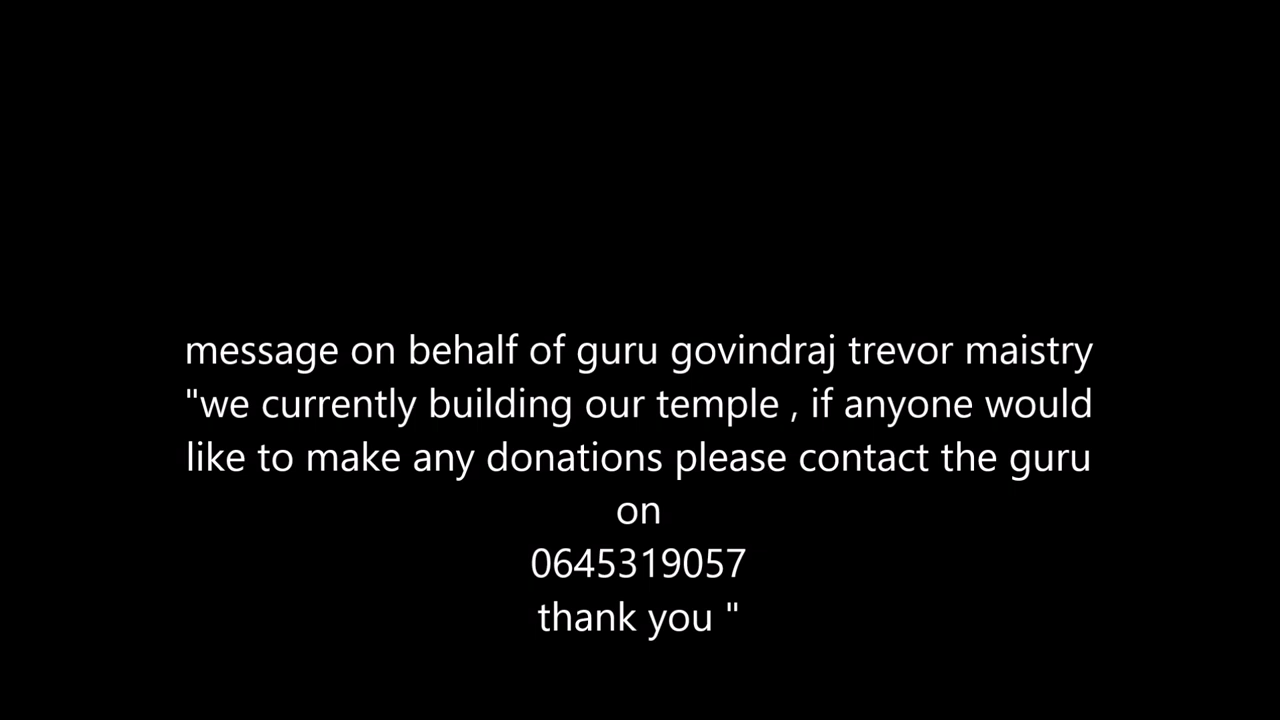 message on behalf of guru govindraj trevor maistry
"we currently building our temple , if anyone would
like to make any donations please contact the guru
on
0645319057
thank you "